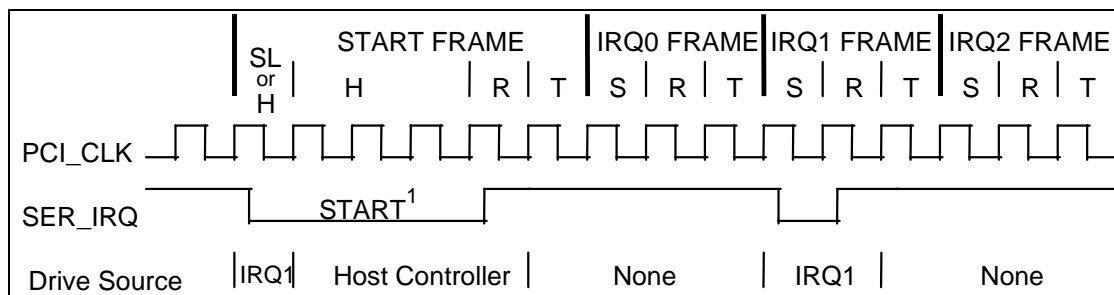 START FRAME IRQ0 FRAME IRQ1 FRAME IRQ2 FRAME
SL
or
H
H R T S R T S R T S R T
PCI_CLK
SER_IRQ START1
Drive Source IRQ1 Host Controller None IRQ1 None